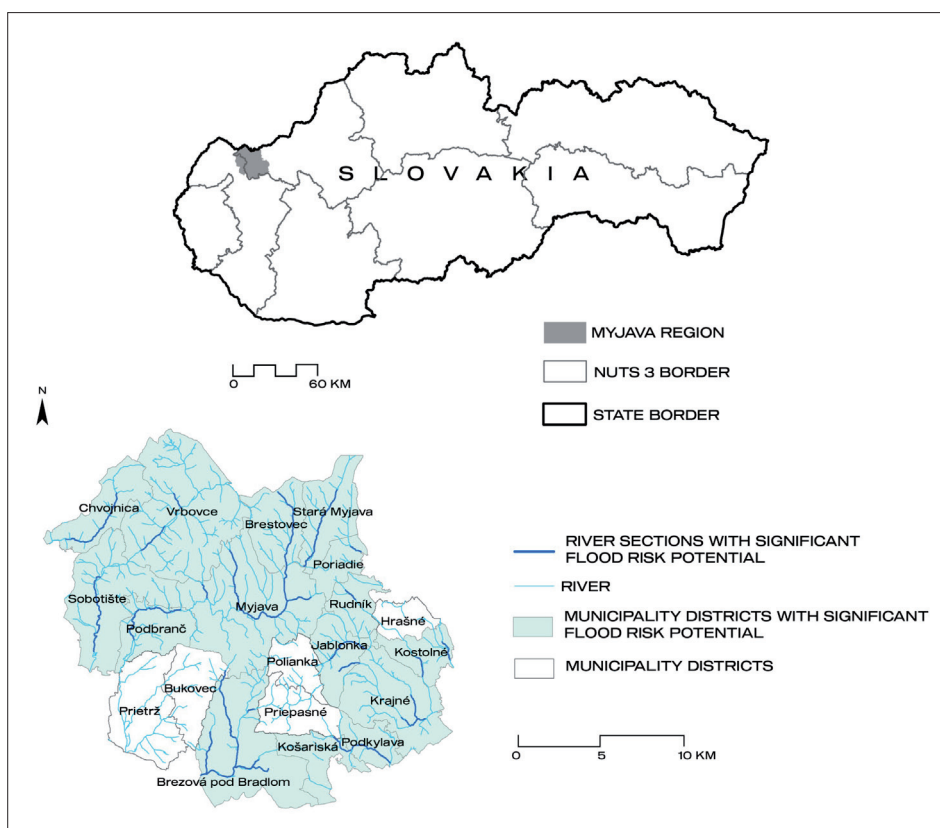 S L O V A K I A
MYJAVA REGION
NUTS 3 BORDER
STATE BORDER
0 60 KM
N
Chvojnica
Vrbovce
Brestovec
Stará Myjava
Poriadie
Sobotište
Podbranč
Myjava
Rudník
Hrašné
Jablonka
Kostolné
Polianka
Bukovec
Prietrž
Priepasné
Krajné
Košariská
Podkylava
Brezová pod Bradlom
RIVER SECTIONS WITH SIGNIFICANT
FLOOD RISK POTENTIAL
RIVER
MUNICIPALITY DISTRICTS WITH SIGNIFICANT
FLOOD RISK POTENTIAL
MUNICIPALITY DISTRICTS
0 5 10 KM